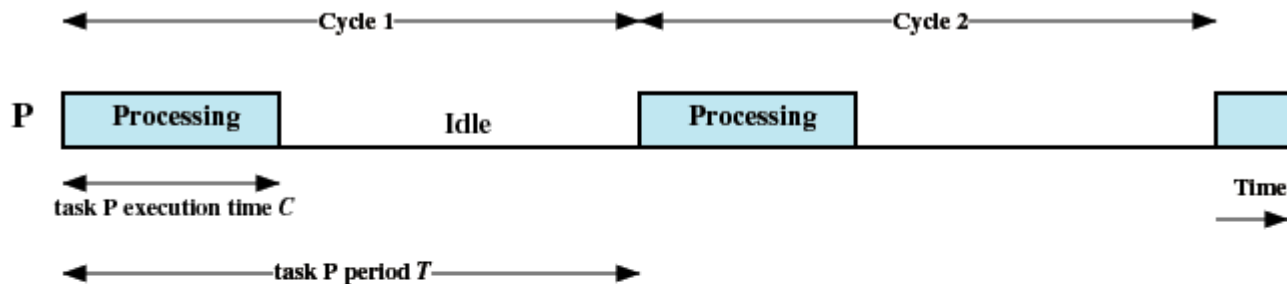 Cycle 1
Cycle 2
P
Processing
Idle
Processing
Time
task P execution time C
task P period T